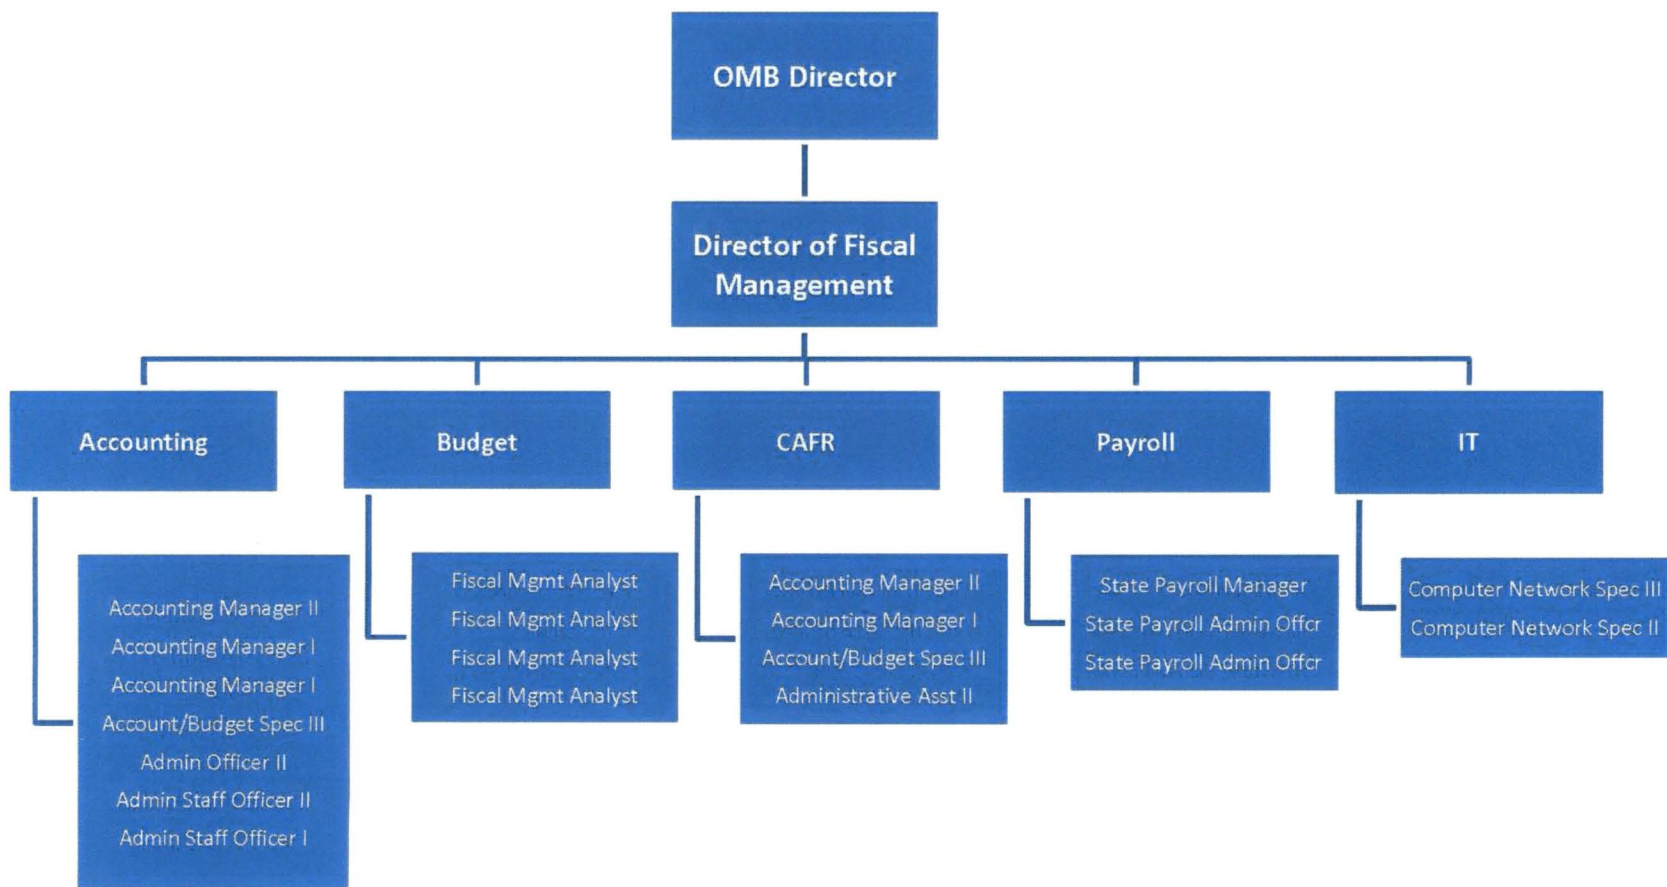 OMB Director
Director of Fiscal
Management
Accounting
Budget
CAFR
Payroll
IT
Accounting Manager II
Accounting Manager I
Accounting Manager I
Account/Budget Spec III
Admin Officer II
Admin Staff Officer II
Admin Staff Officer I
Fiscal Mgmt Analyst
Fiscal Mgmt Analyst
Fiscal Mgmt Analyst
Fiscal Mgmt Analyst
Accounting Manager II
Accounting Manager I
Account/Budget Spec III
Administrative Asst II
State Payroll Manager
State Payroll Admin Offcr
State Payroll Admin Offcr
Computer Network Spec III
Computer Network Spec II